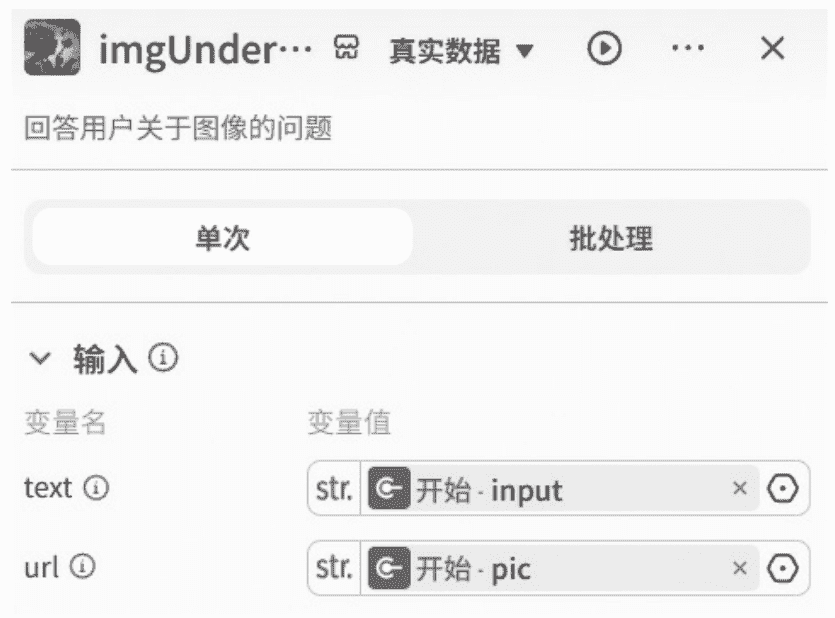 imgUnder··· 真实数据
回答用户关于图像的问题
单次 批处理
输入
变量名 变量值
text str. 开始 · input
url str. 开始 · pic